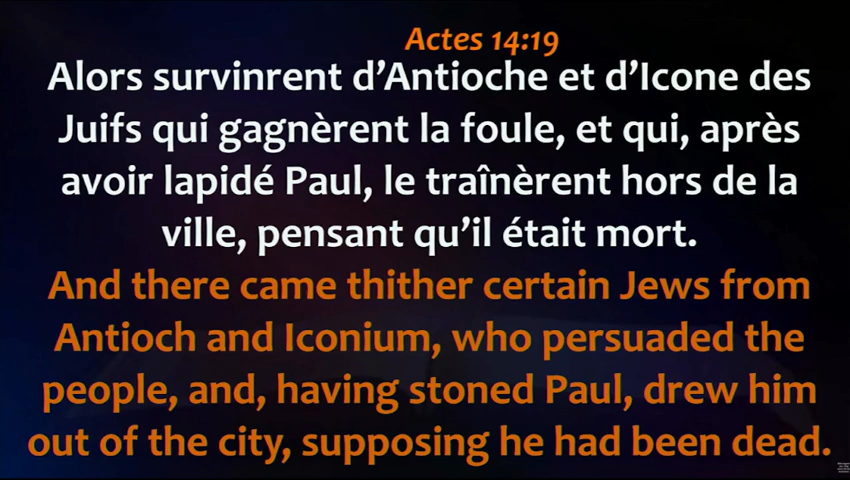 Actes 14:19
Alors survinrent d’Antioche et d’Icone des
Juifs qui gagnèrent la foule, et qui, après
avoir lapidé Paul, le traînèrent hors de la
ville, pensant qu’il était mort.
And there came thither certain Jews from
Antioch and Iconium, who persuaded the
people, and, having stoned Paul, drew him
out of the city, supposing he had been dead.